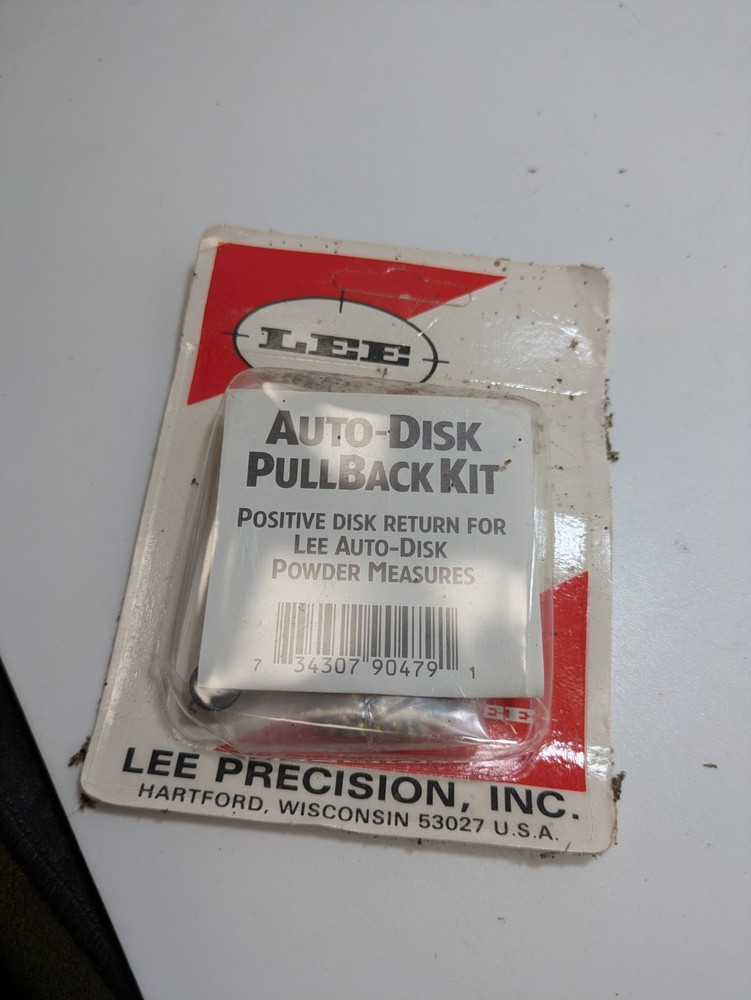 LEE
AUTO-DISK
PULLBACK KIT
POSITIVE DISK RETURN FOR
LEE AUTO-DISK
POWDER MEASURES
7 34307 90479 1
LEE PRECISION, INC.
HARTFORD, WISCONSIN 53027 U.S.A.